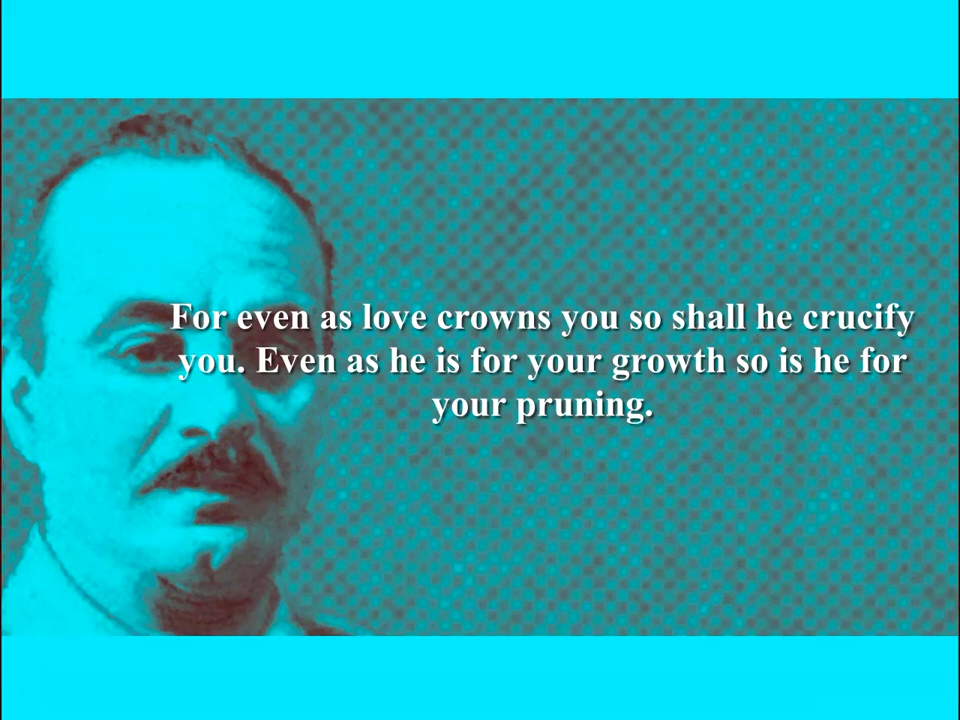 For even as love crowns you so shall he crucify
you. Even as he is for your growth so is he for
your pruning.